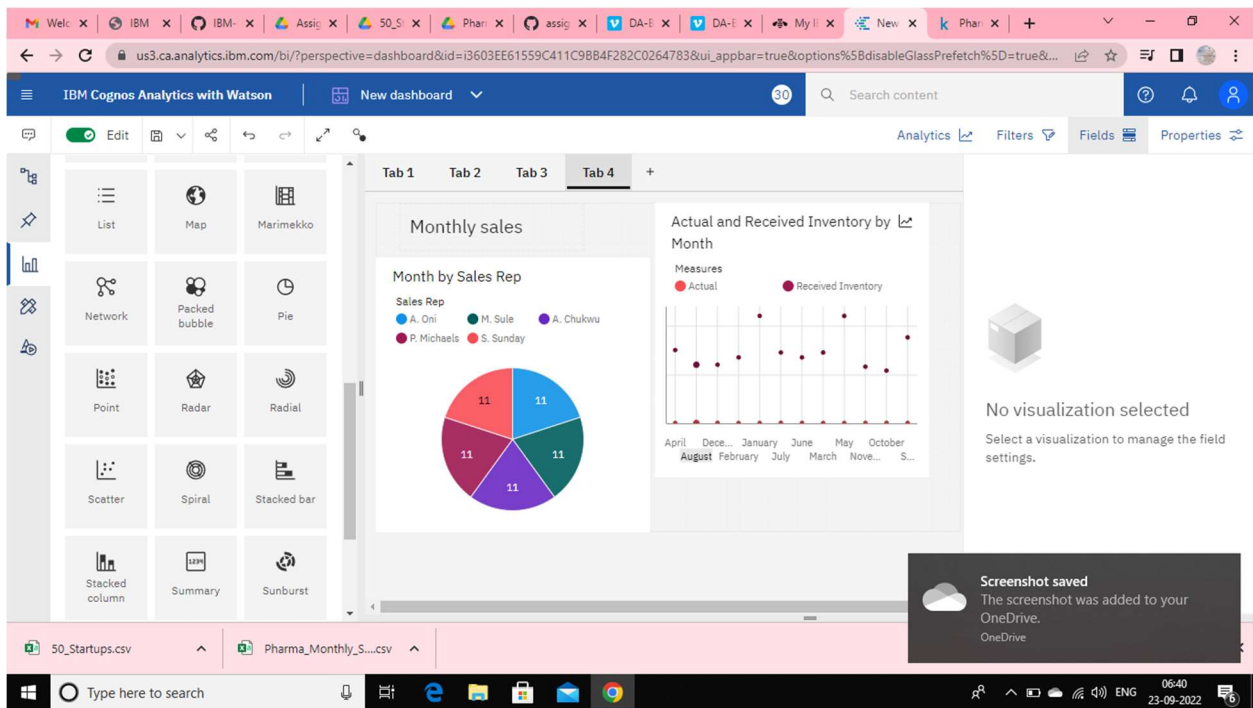 Welc
IBM
IBM-
Assig
50_S
Phar
assig
DA-E
DA-E
My I
New
Phar
us3.ca.analytics.ibm.com/bi/?perspective=dashboard&id=i3603EE61559C411C9BB4F282C0264783&ui_appbar=true&options%5BdisableGlassPrefetch%5D=true&...
IBM Cognos Analytics with Watson
New dashboard
30
Search content
Edit
Analytics
Filters
Fields
Properties
List
Map
Marimekko
Network
Packed
bubble
Pie
Point
Radar
Radial
Scatter
Spiral
Stacked bar
Stacked
column
Summary
Sunburst
Tab 1
Tab 2
Tab 3
Tab 4
Monthly sales
Month by Sales Rep
Sales Rep
A. Oni
M. Sule
A. Chukwu
P. Michaels
S. Sunday
11
11
11
11
11
Actual and Received Inventory by
Month
Measures
Actual
Received Inventory
April Dece... January June May October
August February July March Nove... S...
No visualization selected
Select a visualization to manage the field
settings.
Screenshot saved
The screenshot was added to your
OneDrive.
OneDrive
50_Startups.csv
Pharma_Monthly_S....csv
Type here to search
ENG
06:40
23-09-2022
6